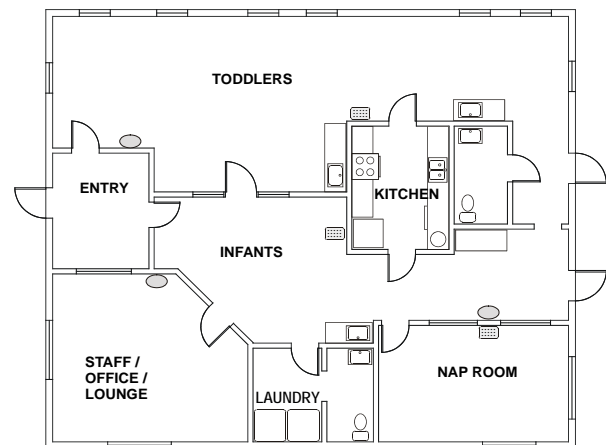 TODDLERS
ENTRY
KITCHEN
INFANTS
STAFF /
OFFICE /
LOUNGE
LAUNDRY
NAP ROOM